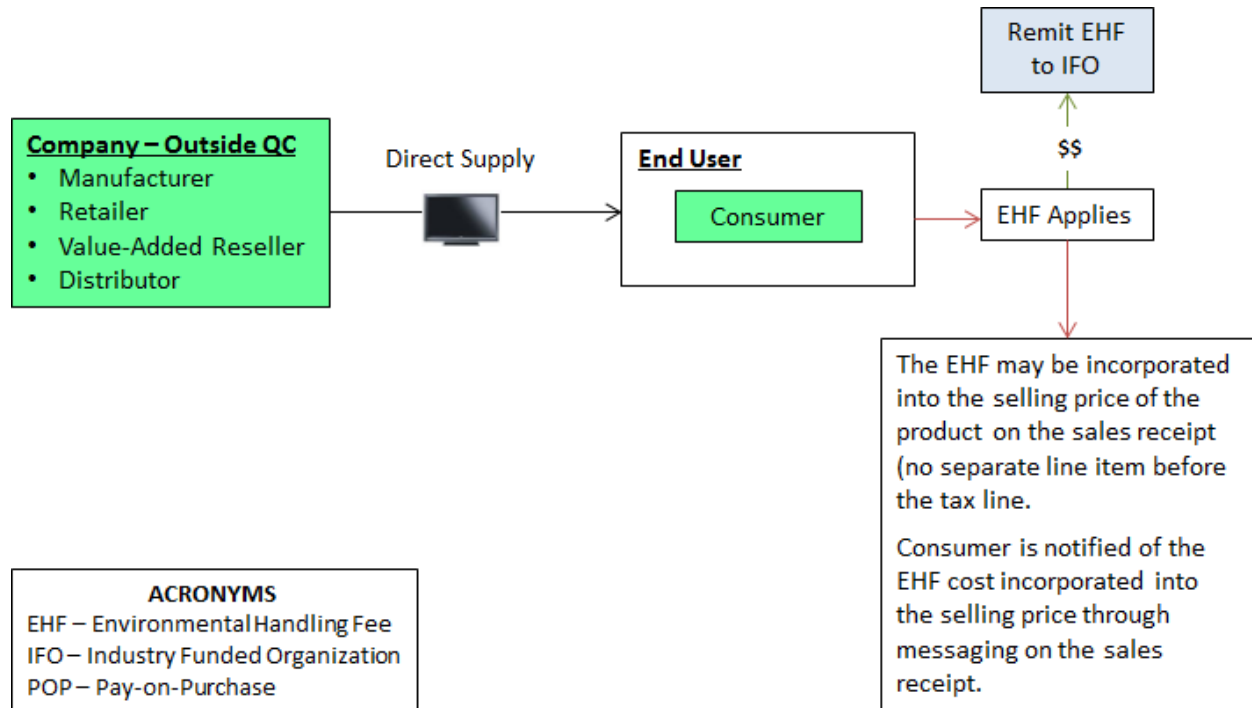 Remit EHF
to IFO
Company – Outside QC
• Manufacturer
• Retailer
• Value-Added Reseller
• Distributor
Direct Supply
End User
Consumer
$$
EHF Applies
The EHF may be incorporated
into the selling price of the
product on the sales receipt
(no separate line item before
the tax line.
Consumer is notified of the
EHF cost incorporated into
the selling price through
messaging on the sales
receipt.
ACRONYMS
EHF – Environmental Handling Fee
IFO – Industry Funded Organization
POP – Pay-on-Purchase